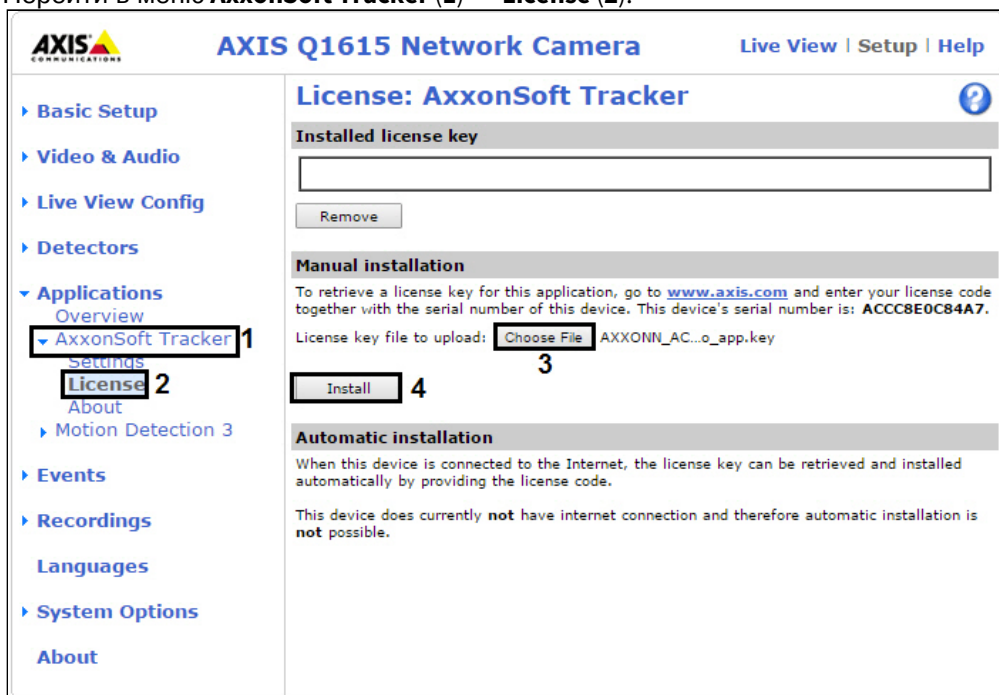 Перейти в меню AxxonSoft Tracker (1) — License (2).
AXIS COMMUNICATIONS
AXIS Q1615 Network Camera
Live View | Setup | Help
Basic Setup
Video & Audio
Live View Config
Detectors
Applications
Overview
AxxonSoft Tracker 1
Settings
License 2
About
Motion Detection 3
Events
Recordings
Languages
System Options
About
License: AxxonSoft Tracker
Installed license key
Remove
Manual installation
To retrieve a license key for this application, go to www.axis.com and enter your license code
together with the serial number of this device. This device's serial number is: ACCC8E0C84A7.
License key file to upload: Choose File AXXONN_AC...o_app.key
3
Install 4
Automatic installation
When this device is connected to the Internet, the license key can be retrieved and installed
automatically by providing the license code.
This device does currently not have internet connection and therefore automatic installation is
not possible.